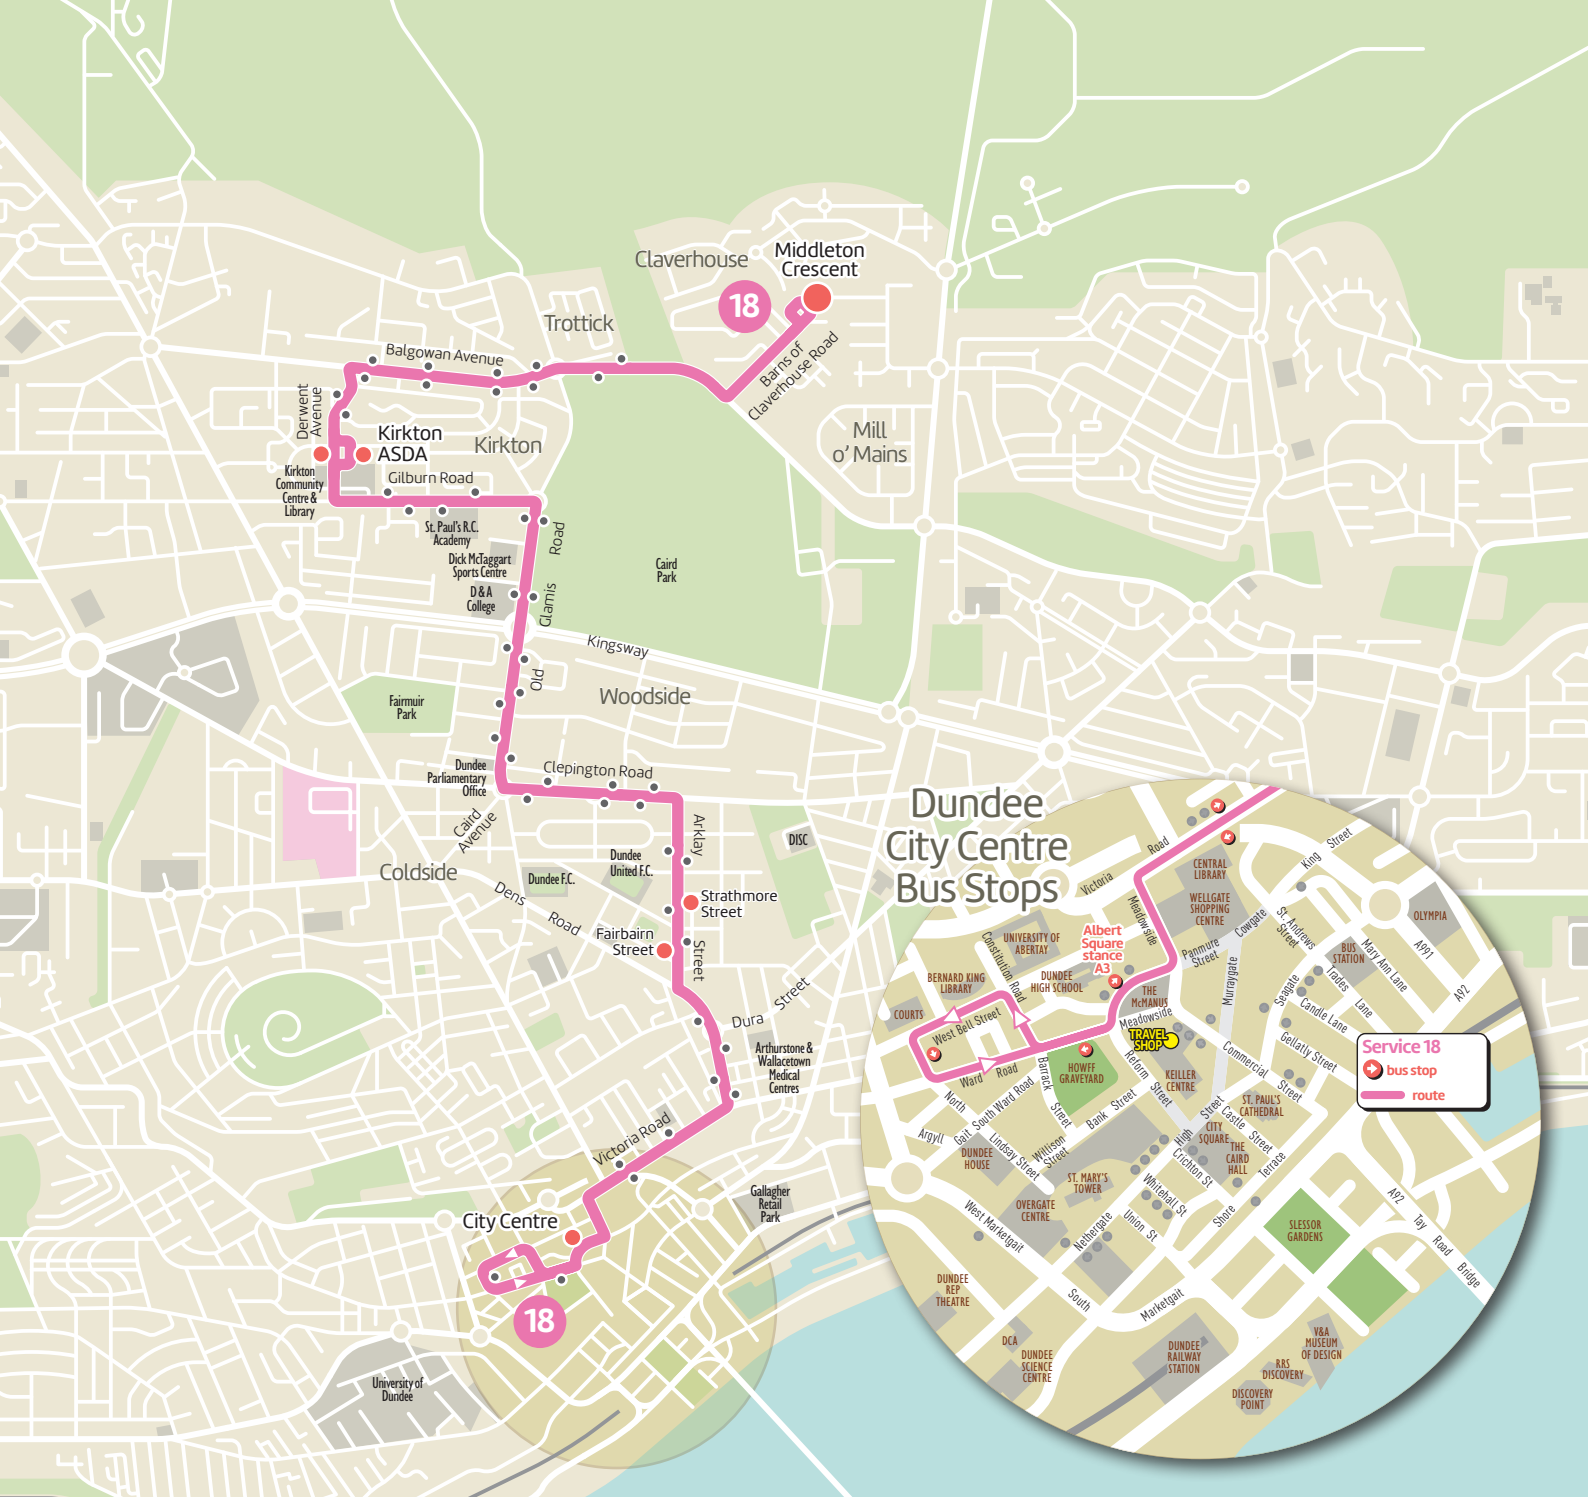 Claverhouse
Middleton
Crescent
18
Trottick
Balgowan Avenue
Barns of
Claverhouse Road
Derwent
Avenue
Kirkton
ASDA
Kirkton
Mill
o' Mains
Kirkton
Community
Centre &
Library
Gilburn Road
St. Paul's R.C.
Academy
Dick McTaggart
Sports Centre
D & A
College
Old
Glamis
Road
Caird
Park
Kingsway
Woodside
Fairmuir
Park
Dundee
Parliamentary
Office
Clepington Road
Caird
Avenue
Arklay
Street
DISC
Coldside
Dundee
United F.C.
Dundee F.C.
Dens
Road
Strathmore
Street
Fairbairn
Street
Dura
Street
Arthurstone &
Wallacetown
Medical
Centres
Victoria Road
Gallagher
Retail
Park
City Centre
18
University of
Dundee
Dundee
City Centre
Bus Stops
Road
Victoria
Meadowside
CENTRAL
LIBRARY
King Street
WELLGATE
SHOPPING
CENTRE
Cowgate
St. Andrews
Street
OLYMPIA
A991
A92
Mary Ann Lane
BUS
STATION
Trades
Lane
Seagate
Candle Lane
Gellatly Street
Panmure
Street
Murraygate
UNIVERSITY OF
ABERTAY
Albert
Square
stance
A3
Constitution Road
DUNDEE
HIGH SCHOOL
BERNARD KING
LIBRARY
COURTS
West Bell Street
THE
McMANUS
Meadowside
TRAVEL
SHOP
Ward
Road
Barrack
Street
HOWFF
GRAVEYARD
Reform
Street
KEILLER
CENTRE
Commercial
Street
ST. PAUL'S
CATHEDRAL
Service 18
bus stop
route
North
Argyll
Gait
South Ward Road
Lindsay Street
Willison
Street
Bank Street
High
Street
Castle
Street
CITY
SQUARE
THE
CAIRD
HALL
Crichton St
Whitehall St
Union St
Shore
Terrace
DUNDEE
HOUSE
ST. MARY'S
TOWER
OVERGATE
CENTRE
Nethergate
West Marketgait
South
Marketgait
SLESSOR
GARDENS
A92
Tay
Road
Bridge
DUNDEE
REP
THEATRE
DCA
DUNDEE
SCIENCE
CENTRE
DUNDEE
RAILWAY
STATION
V&A
MUSEUM
OF DESIGN
RRS
DISCOVERY
DISCOVERY
POINT